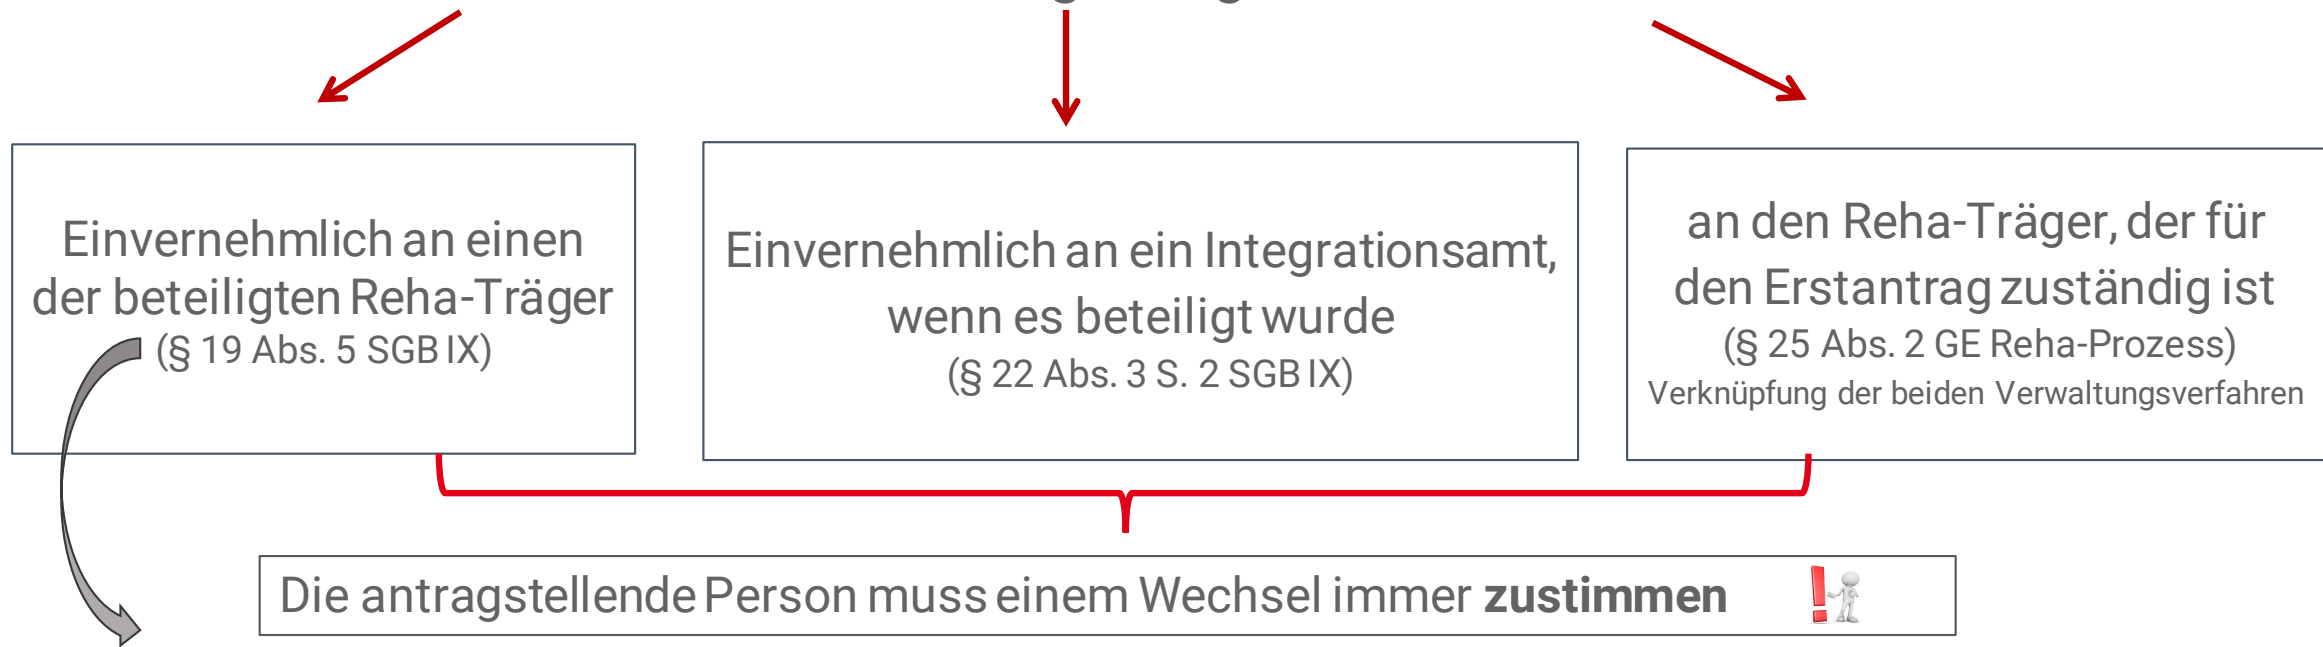 Einvernehmlich an einen
der beteiligten Reha-Träger
(§ 19 Abs. 5 SGB IX)
Einvernehmlich an ein Integrationsamt,
wenn es beteiligt wurde
(§ 22 Abs. 3 S. 2 SGB IX)
an den Reha-Träger, der für
den Erstantrag zuständig ist
(§ 25 Abs. 2 GE Reha-Prozess)
Verknüpfung der beiden Verwaltungsverfahren
Die antragstellende Person muss einem Wechsel immer zustimmen